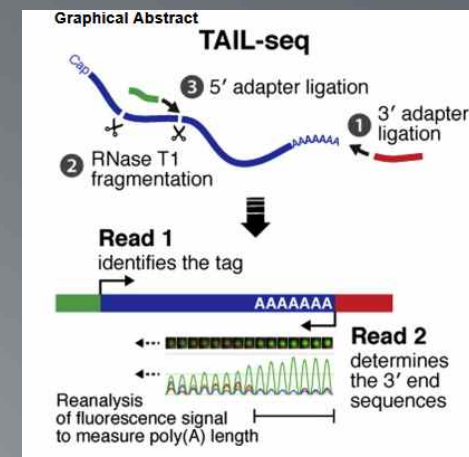 Graphical Abstract
TAIL-seq
Cap
3 5′ adapter ligation
1 3′ adapter
ligation
AAAAAAA
2 RNase T1
fragmentation
Read 1
identifies the tag
AAAAAAA
Read 2
determines
the 3′ end
sequences
Reanalysis
of fluorescence signal
to measure poly(A) length